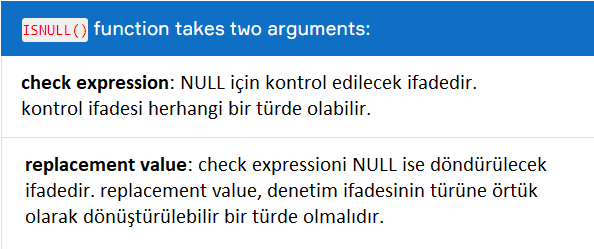 ISNULL() function takes two arguments:
check expression: NULL için kontrol edilecek ifadedir.
kontrol ifadesi herhangi bir türde olabilir.
replacement value: check expressioni NULL ise döndürülecek
ifadedir. replacement value, denetim ifadesinin türüne örtük
olarak dönüştürülebilir bir türde olmalıdır.